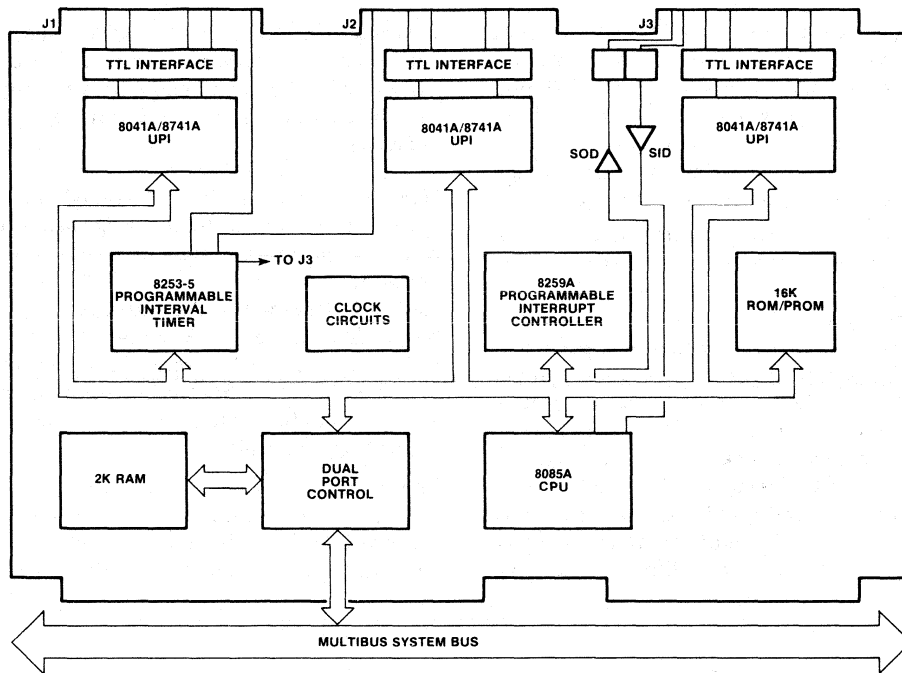 J1
J2
J3
TTL INTERFACE
TTL INTERFACE
TTL INTERFACE
8041A/8741A
UPI
8041A/8741A
UPI
8041A/8741A
UPI
SOD
SID
TO J3
8253-5
PROGRAMMABLE
INTERVAL
TIMER
CLOCK
CIRCUITS
8259A
PROGRAMMABLE
INTERRUPT
CONTROLLER
16K
ROM/PROM
2K RAM
DUAL
PORT
CONTROL
8085A
CPU
MULTIBUS SYSTEM BUS